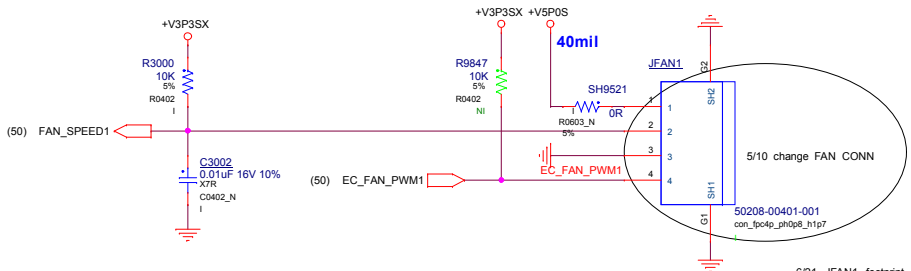 +V3P3SX
+V3P3SX
+V5P0S
40mil
R3000
10K
5%
R0402
I
R9847
10K
5%
R0402
NI
JFAN1
G2
SH2
SH9521
0R
I
R0603_N
5%
1
1
2
2
3
3
4
4
(50) FAN_SPEED1
C3002
0.01uF 16V 10%
X7R
C0402_N
I
(50) EC_FAN_PWM1
EC_FAN_PWM1
5/10 change FAN CONN
SH1
G1
50208-00401-001
con_fpc4p_ph0p8_h1p7